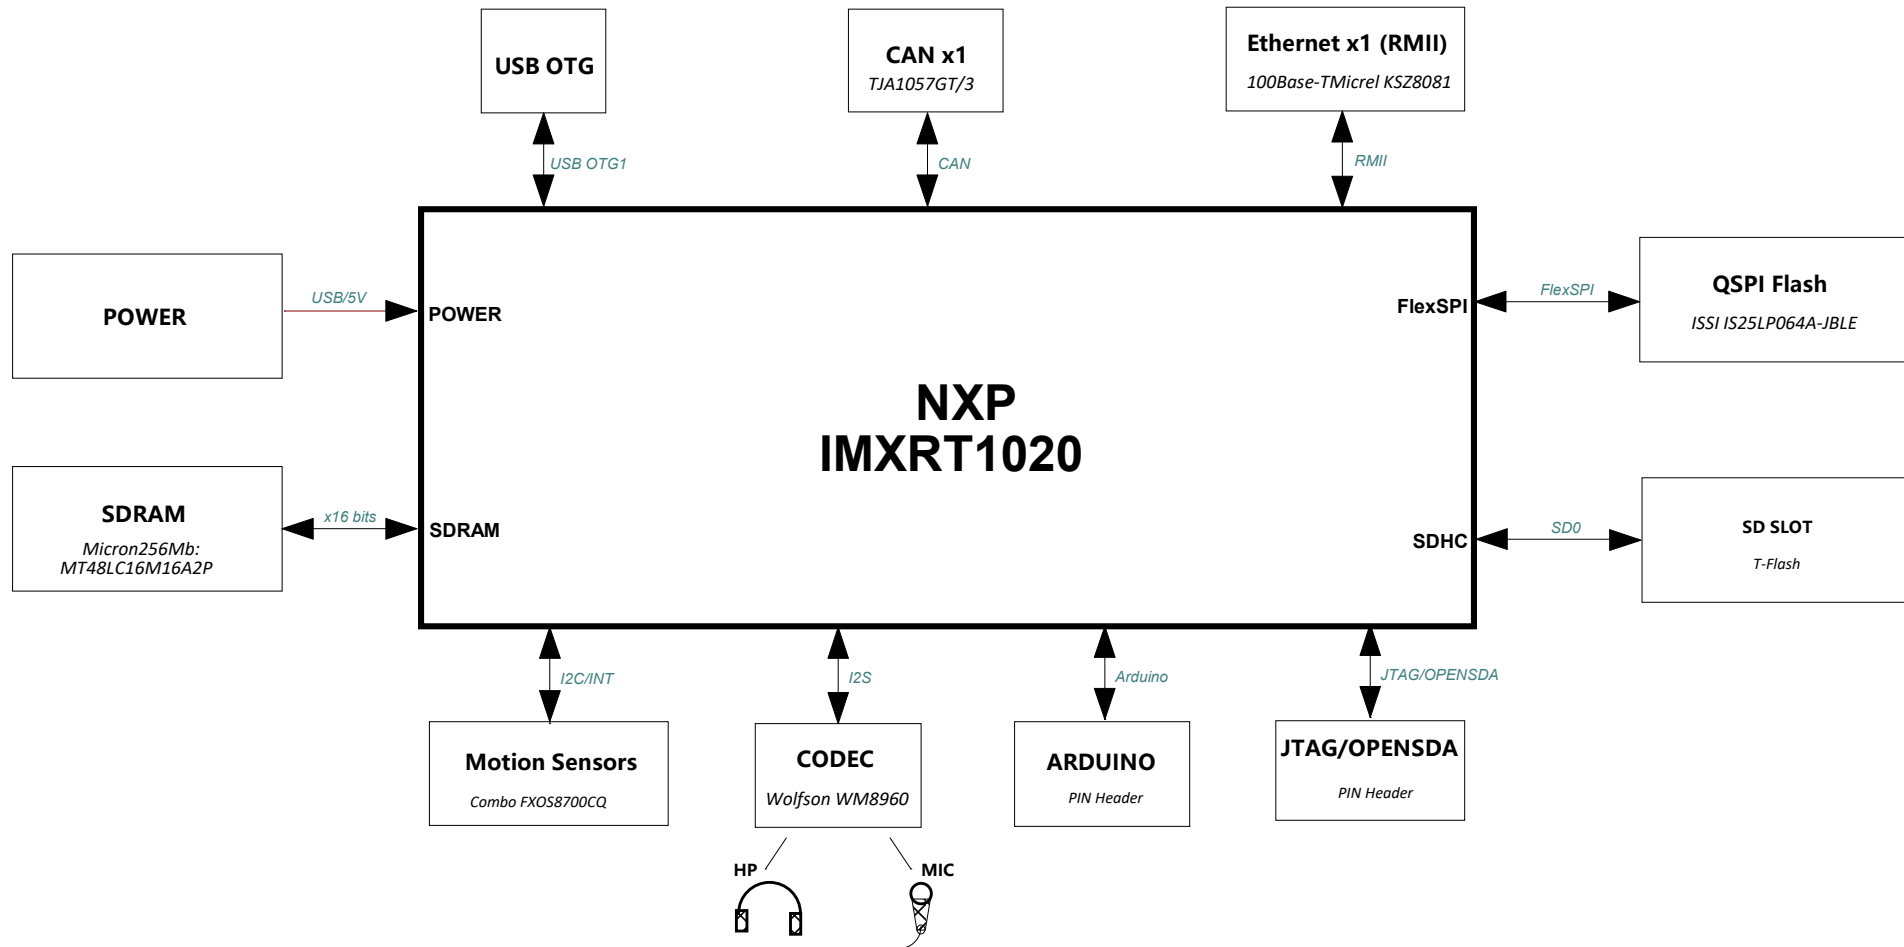 USB OTG
CAN x1
TJA1057GT/3
Ethernet x1 (RMII)
100Base-TMicrel KSZ8081
USB OTG1
CAN
RMII
POWER
USB/5V
POWER
FlexSPI
FlexSPI
QSPI Flash
ISSI IS25LP064A-JBLE
NXP
IMXRT1020
SDRAM
Micron256Mb:
MT48LC16M16A2P
x16 bits
SDRAM
SDHC
SD0
SD SLOT
T-Flash
I2C/INT
I2S
Arduino
JTAG/OPENSDA
Motion Sensors
Combo FXOS8700CQ
CODEC
Wolfson WM8960
ARDUINO
PIN Header
JTAG/OPENSDA
PIN Header
HP
MIC